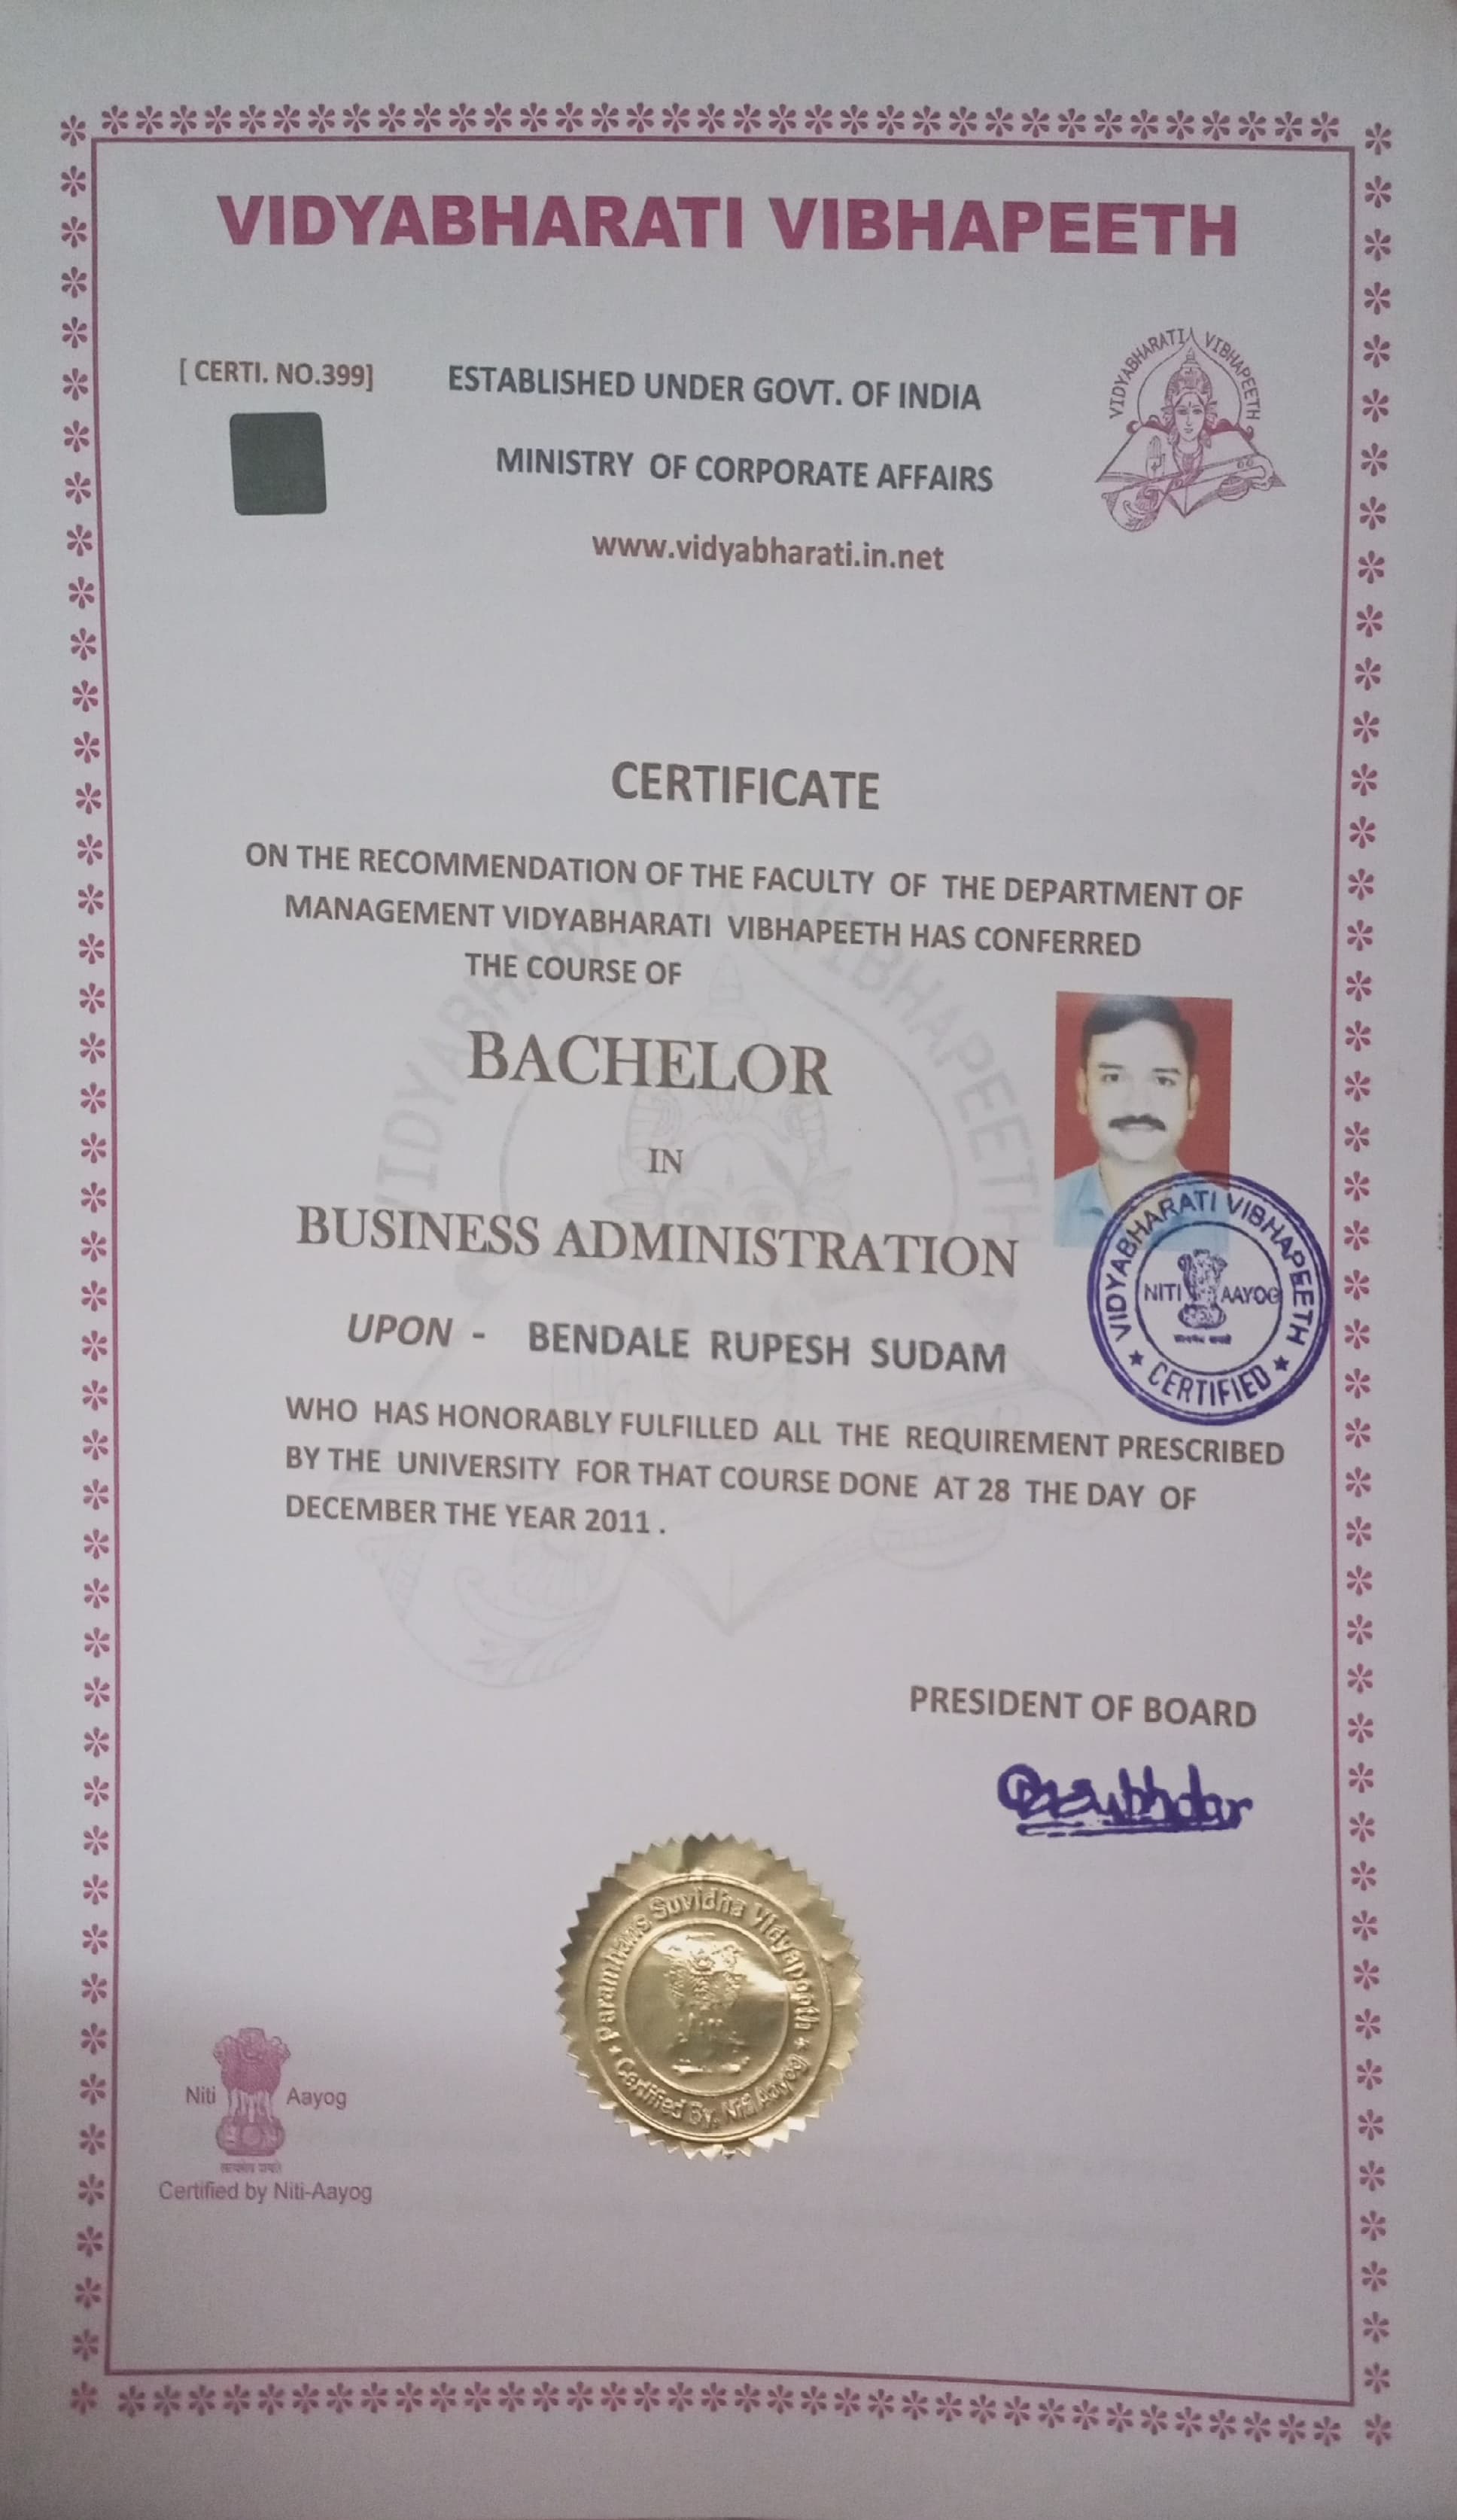 VIDYABHARATI VIBHAPEETH
[ CERTI. NO.399]
ESTABLISHED UNDER GOVT. OF INDIA
MINISTRY OF CORPORATE AFFAIRS
www.vidyabharati.in.net
VIDYABHARATI VIBHAPEETH
CERTIFICATE
ON THE RECOMMENDATION OF THE FACULTY OF THE DEPARTMENT OF
MANAGEMENT VIDYABHARATI VIBHAPEETH HAS CONFERRED
THE COURSE OF
VIDYABHARATI VIBHAPEETH
BACHELOR
IN
BUSINESS ADMINISTRATION
UPON - BENDALE RUPESH SUDAM
VIDYABHARATI VIBHAPEETH
NITI AAYOG
★ CERTIFIED ★
WHO HAS HONORABLY FULFILLED ALL THE REQUIREMENT PRESCRIBED
BY THE UNIVERSITY FOR THAT COURSE DONE AT 28 THE DAY OF
DECEMBER THE YEAR 2011 .
PRESIDENT OF BOARD
Paramhans Suvidha Vidyapeeth
Certified By. Niti Aayog
Niti Aayog
Certified by Niti-Aayog